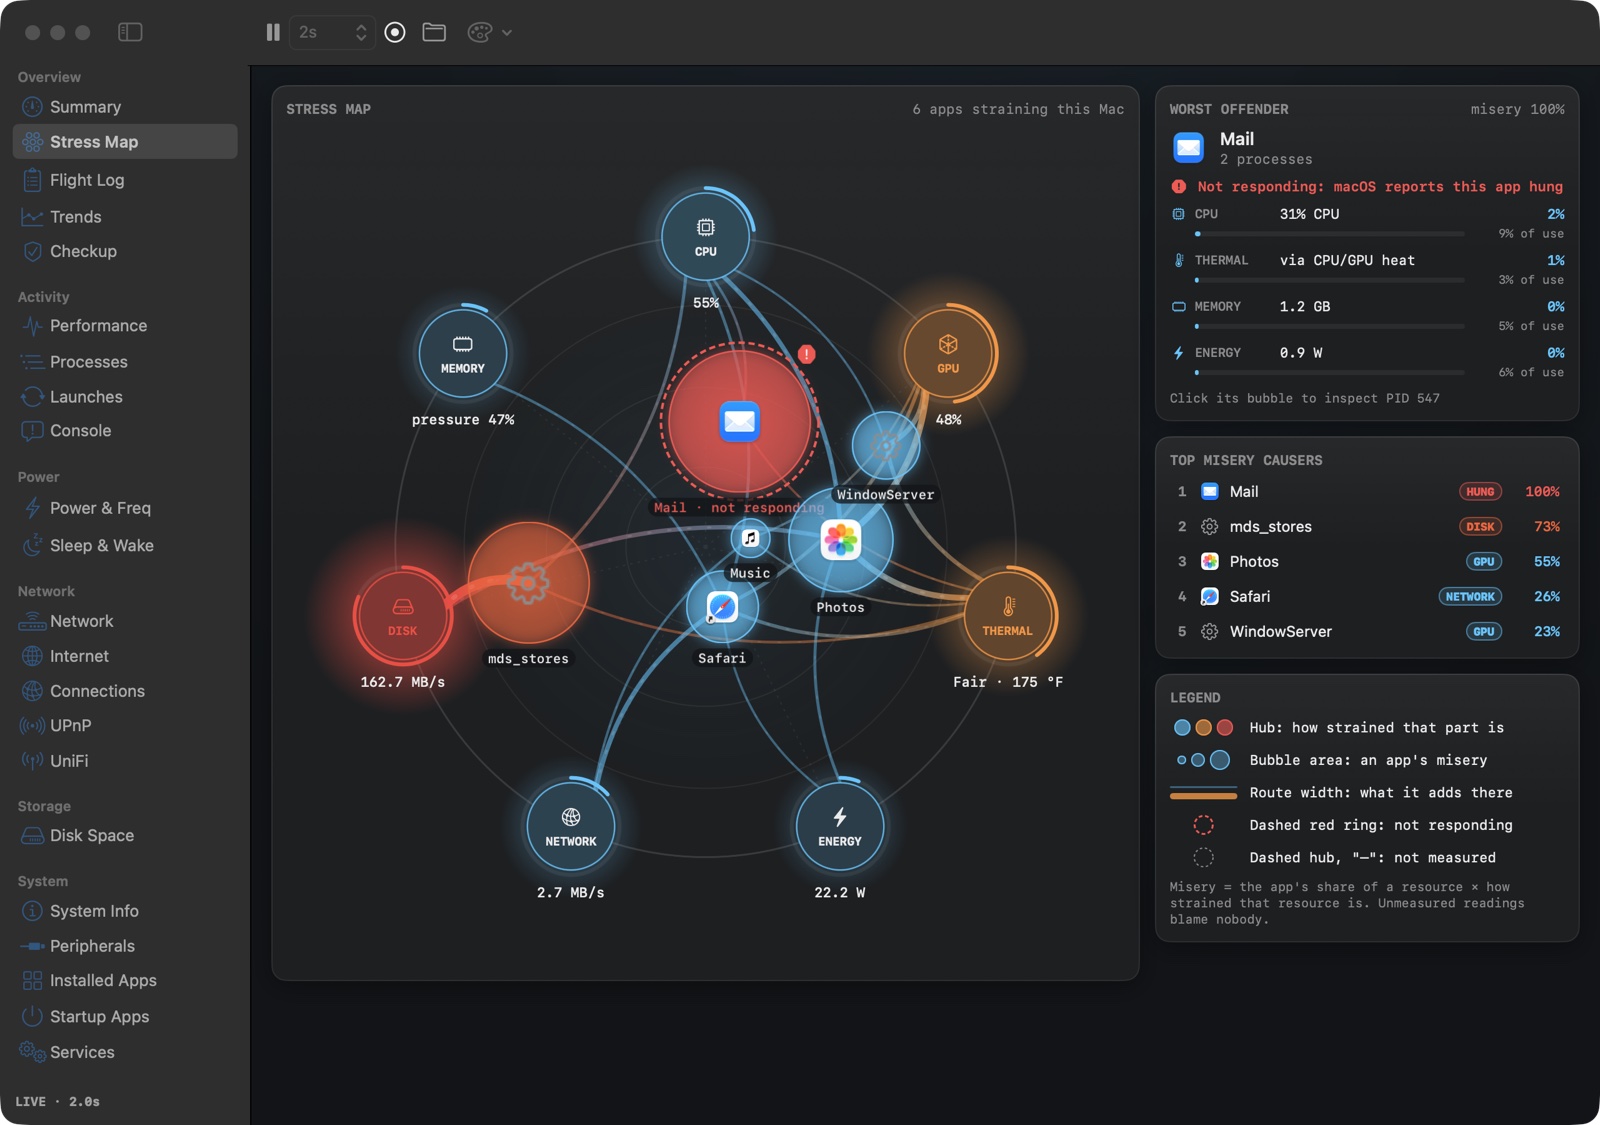 2s
Overview
Summary
Stress Map
Flight Log
Trends
Checkup
Activity
Performance
Processes
Launches
Console
Power
Power & Freq
Sleep & Wake
Network
Network
Internet
Connections
UPnP
UniFi
Storage
Disk Space
System
System Info
Peripherals
Installed Apps
Startup Apps
Services
LIVE · 2.0s
STRESS MAP
6 apps straining this Mac
CPU
55%
MEMORY
pressure 47%
GPU
48%
WindowServer
Mail · not responding
Music
Photos
Safari
mds_stores
DISK
162.7 MB/s
THERMAL
Fair · 175 °F
NETWORK
2.7 MB/s
ENERGY
22.2 W
WORST OFFENDER
misery 100%
Mail
2 processes
Not responding: macOS reports this app hung
CPU 31% CPU 2%
9% of use
THERMAL via CPU/GPU heat 1%
3% of use
MEMORY 1.2 GB 0%
5% of use
ENERGY 0.9 W 0%
6% of use
Click its bubble to inspect PID 547
TOP MISERY CAUSERS
1 Mail HUNG 100%
2 mds_stores DISK 73%
3 Photos GPU 55%
4 Safari NETWORK 26%
5 WindowServer GPU 23%
LEGEND
Hub: how strained that part is
Bubble area: an app's misery
Route width: what it adds there
Dashed red ring: not responding
Dashed hub, "—": not measured
Misery = the app's share of a resource × how
strained that resource is. Unmeasured readings
blame nobody.